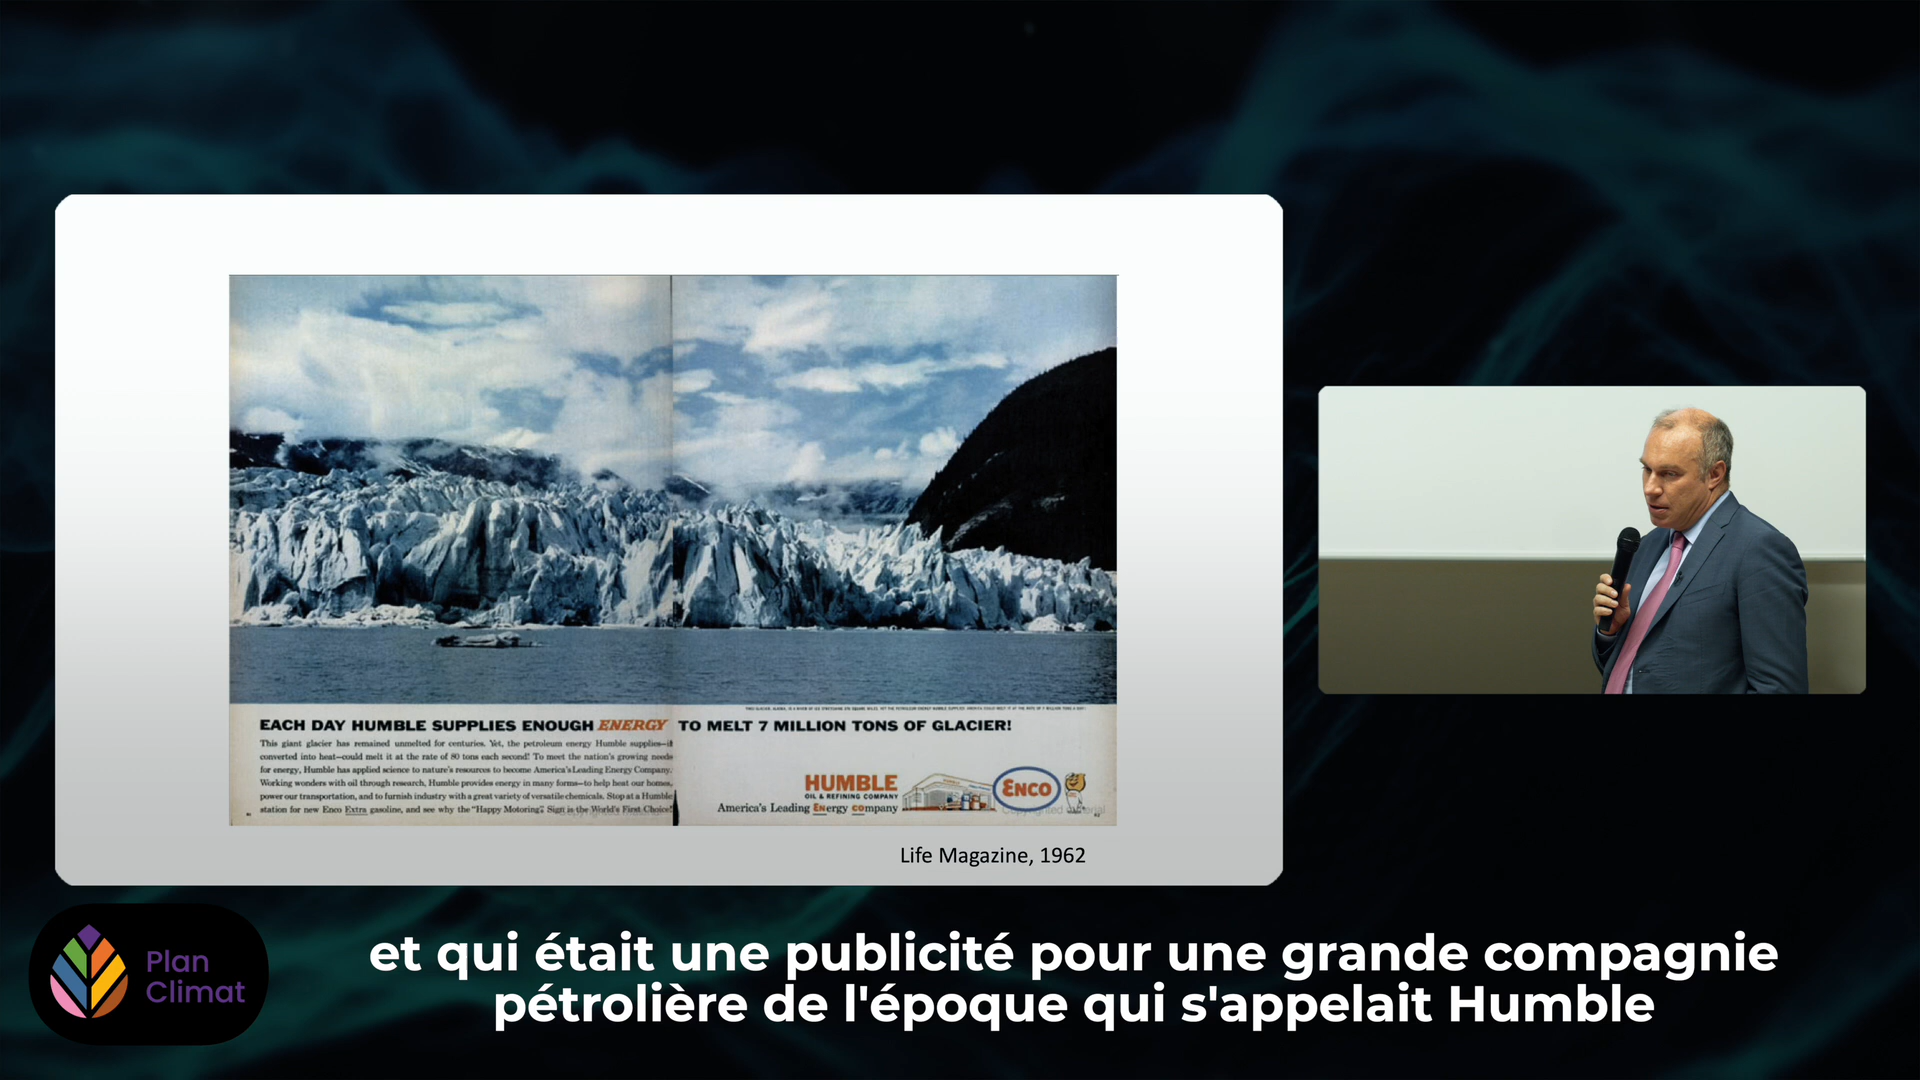 EACH DAY HUMBLE SUPPLIES ENOUGH ENERGY TO MELT 7 MILLION TONS OF GLACIER!
This giant glacier has remained unmelted for centuries. Yet, the petroleum energy Humble supplies—if
converted into heat—could melt it at the rate of 80 tons each second! To meet the nation's growing needs
for energy, Humble has applied science to nature's resources to become America's Leading Energy Company.
Working wonders with oil through research, Humble provides energy in many forms—to help heat our homes,
power our transportation, and to furnish industry with a great variety of versatile chemicals. Stop at a Humble
station for new Enco Extra gasoline, and see why the "Happy Motoring" Sign is the World's First Choice!
HUMBLE
OIL & REFINING COMPANY
America's Leading ENergy COmpany
ENCO
Life Magazine, 1962
Plan
Climat
et qui était une publicité pour une grande compagnie
pétrolière de l'époque qui s'appelait Humble